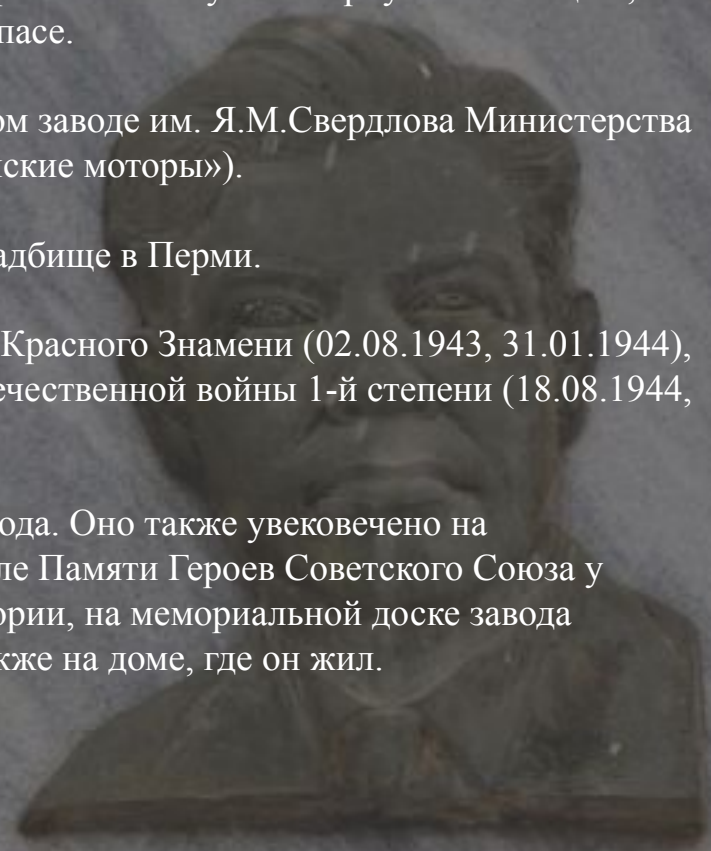 пасе.
ом заводе им. Я.М.Свердлова Министерства
ские моторы»).
адбище в Перми.
Красного Знамени (02.08.1943, 31.01.1944),
ечественной войны 1-й степени (18.08.1944,
ода. Оно также увековечено на
ле Памяти Героев Советского Союза у
ории, на мемориальной доске завода
кже на доме, где он жил.